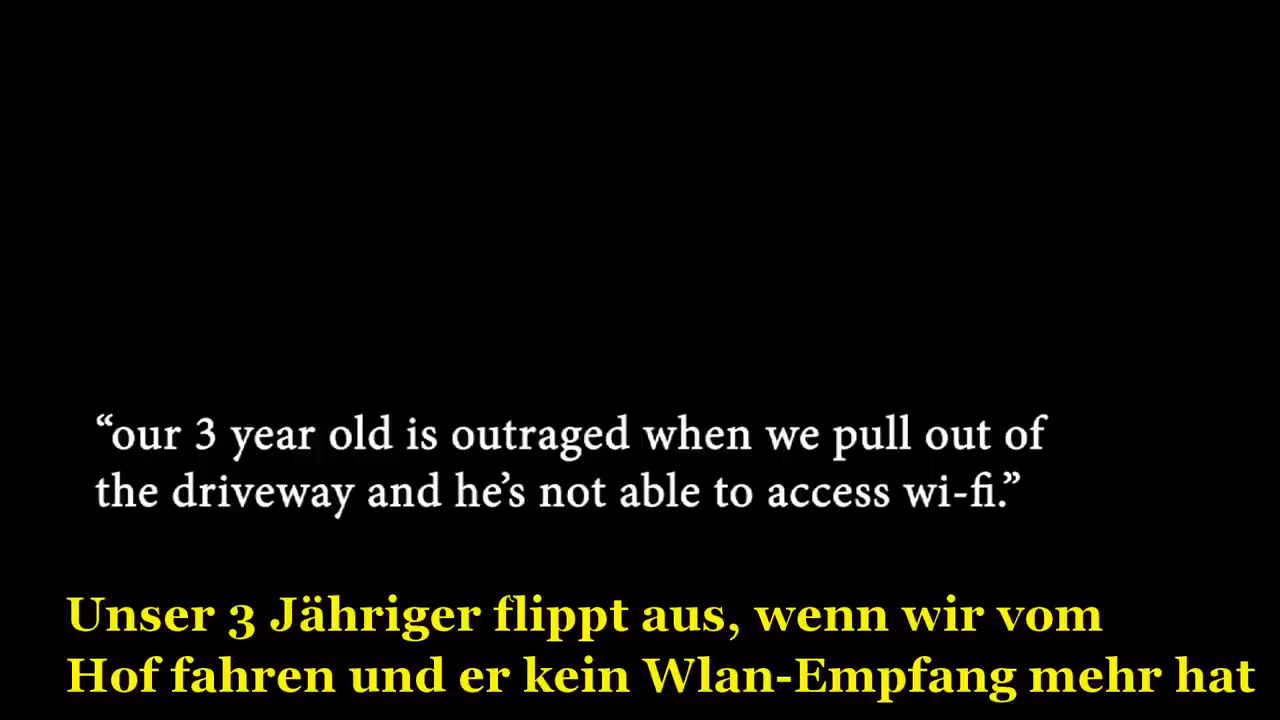 “our 3 year old is outraged when we pull out of
the driveway and he’s not able to access wi-fi.”
Unser 3 Jähriger flippt aus, wenn wir vom
Hof fahren und er kein Wlan-Empfang mehr hat